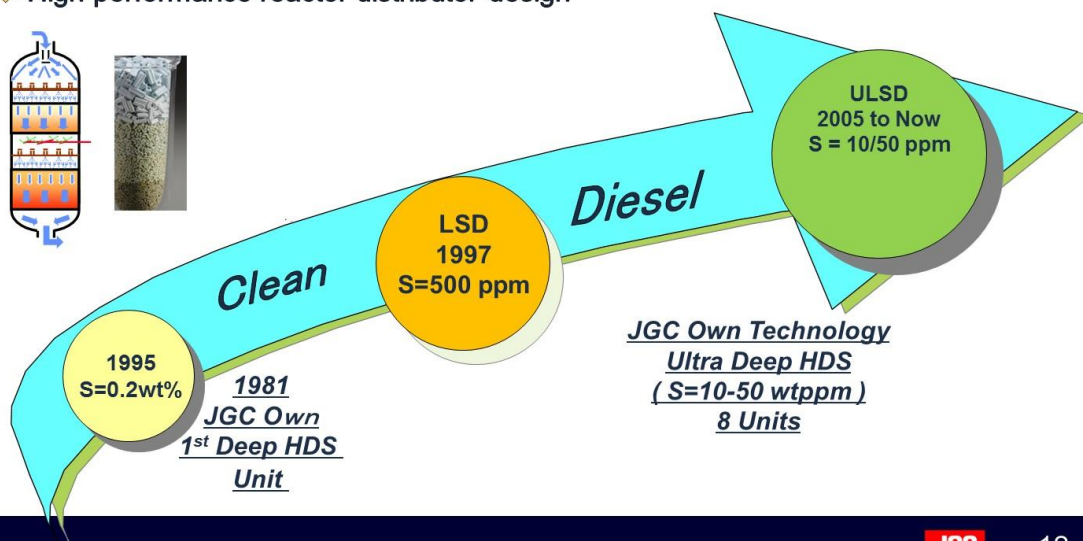 High performance reactor distributor design
Clean
Diesel
1995
S=0.2wt%
LSD
1997
S=500 ppm
ULSD
2005 to Now
S = 10/50 ppm
1981
JGC Own
1st Deep HDS
Unit
JGC Own Technology
Ultra Deep HDS
( S=10-50 wtppm )
8 Units